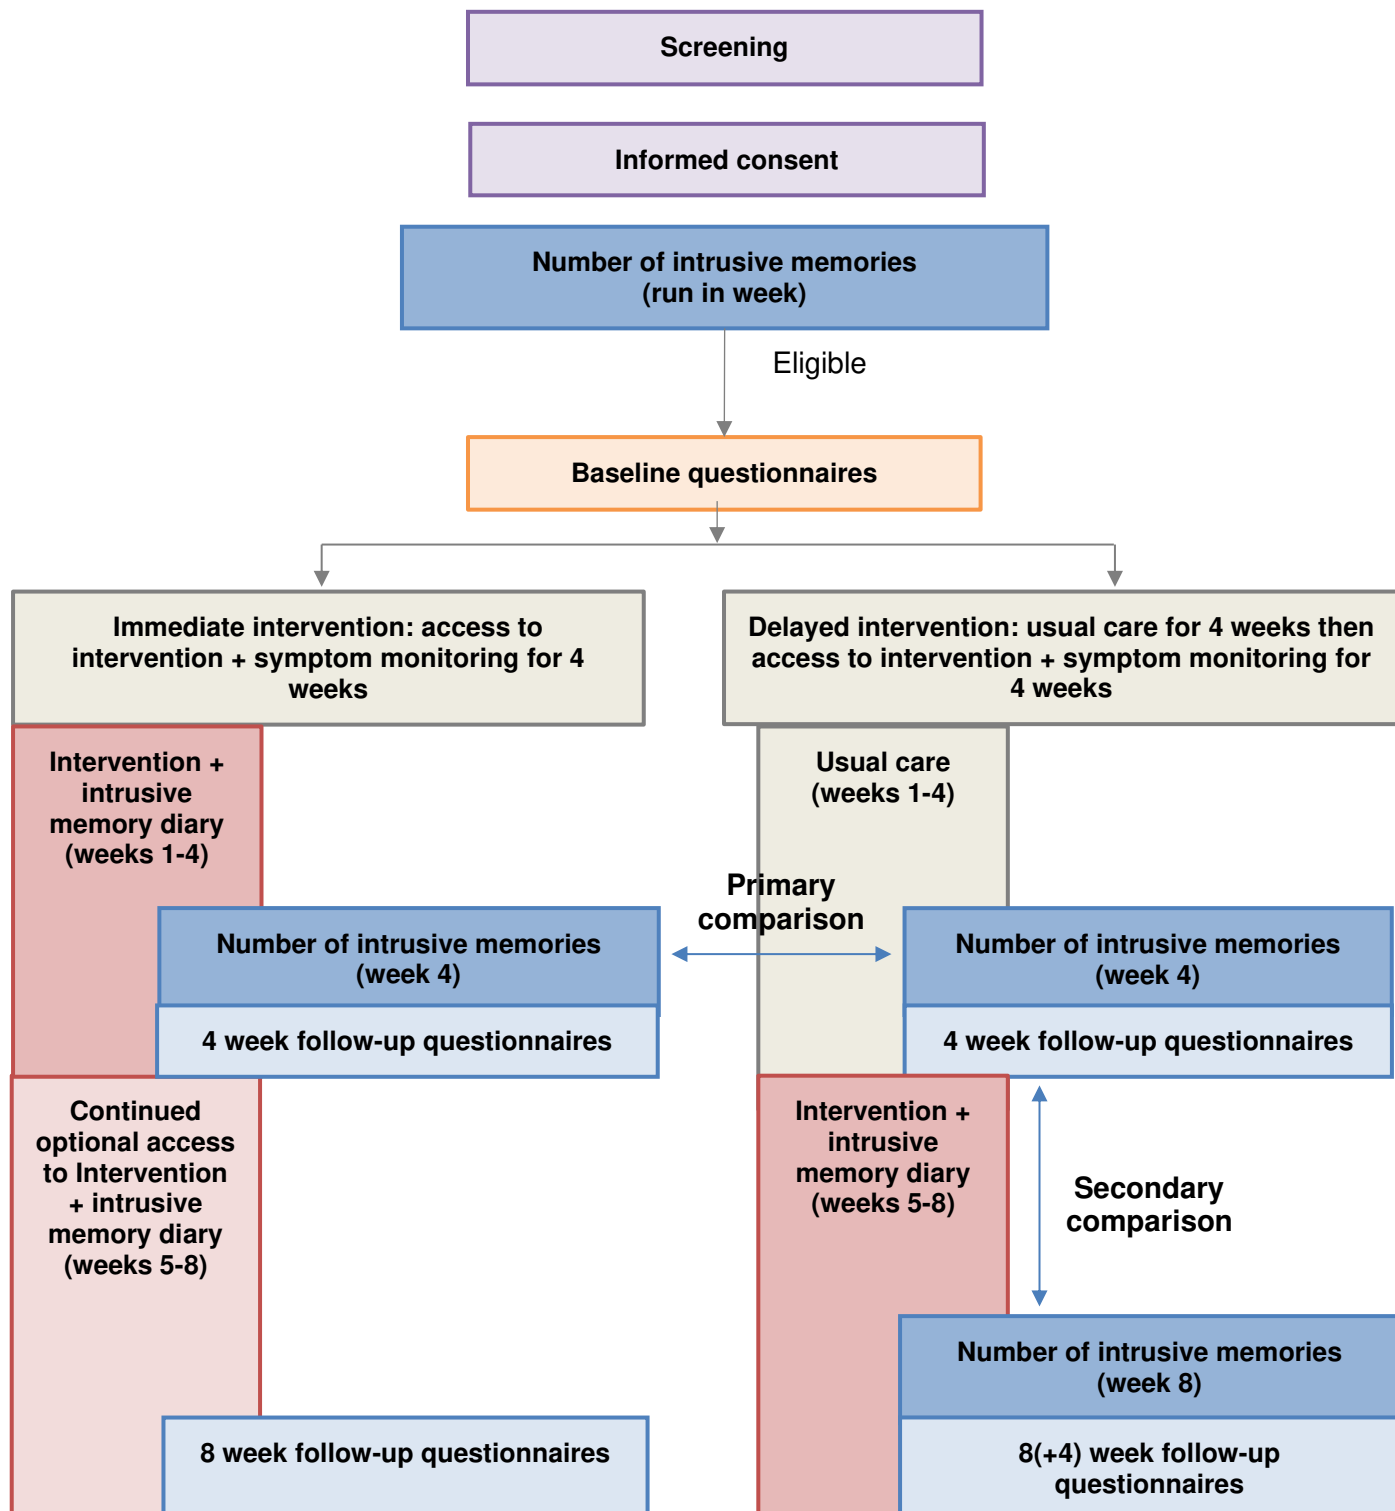 Screening
Informed consent
Number of intrusive memories
(run in week)
Eligible
Baseline questionnaires
Immediate intervention: access to
intervention + symptom monitoring for 4
weeks
Delayed intervention: usual care for 4 weeks then
access to intervention + symptom monitoring for
4 weeks
Intervention +
intrusive
memory diary
(weeks 1-4)
Usual care
(weeks 1-4)
Primary
comparison
Number of intrusive memories
(week 4)
4 week follow-up questionnaires
Number of intrusive memories
(week 4)
4 week follow-up questionnaires
Continued
optional access
to Intervention
+ intrusive
memory diary
(weeks 5-8)
Intervention +
intrusive
memory diary
(weeks 5-8)
Secondary
comparison
Number of intrusive memories
(week 8)
8 week follow-up questionnaires
8(+4) week follow-up
questionnaires